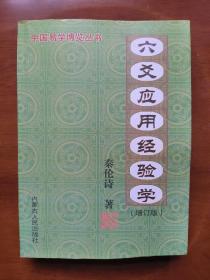 中国易学博览丛书
六爻应用经验学
(增订版)
秦伦诗 著
内蒙古人民出版社